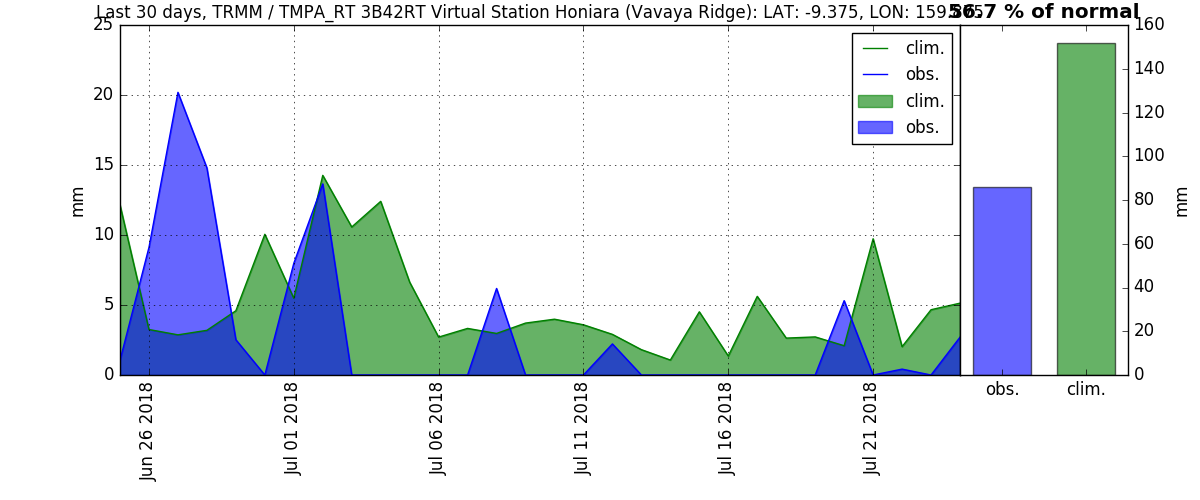 Last 30 days, TRMM / TMPA_RT 3B42RT Virtual Station Honiara (Vavaya Ridge): LAT: -9.375, LON:
56.7 % of normal
25
20
15
10
5
0
mm
clim.
obs.
clim.
obs.
Jun 26 2018
Jul 01 2018
Jul 06 2018
Jul 11 2018
Jul 16 2018
Jul 21 2018
160
140
120
100
80
60
40
20
0
mm
obs.
clim.